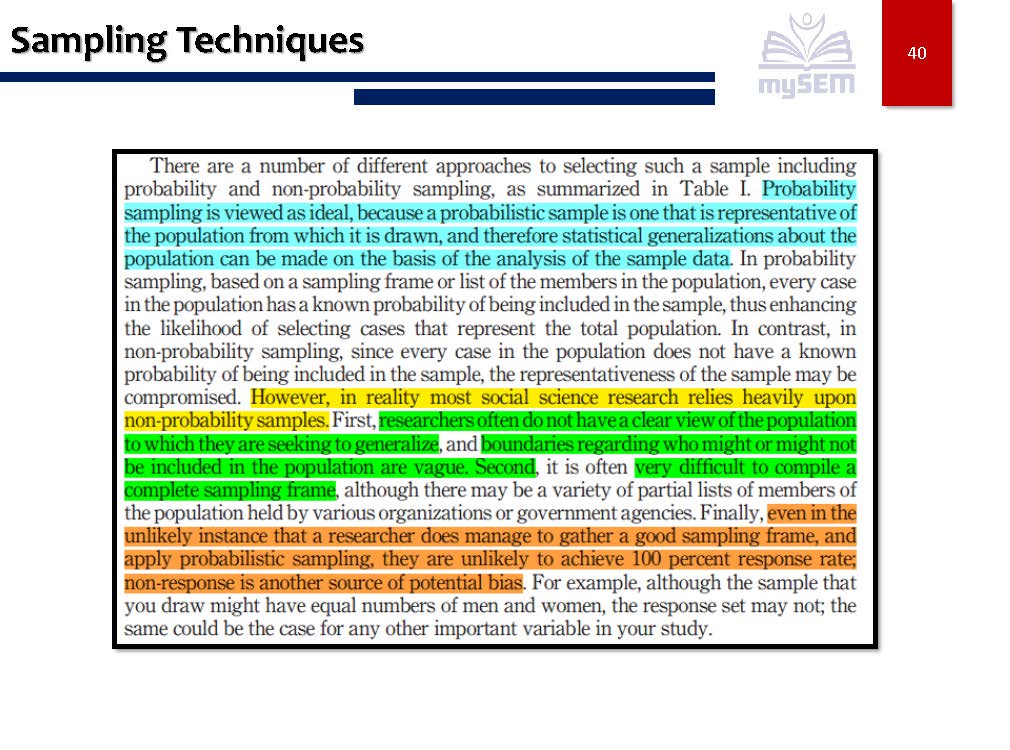 Sampling Techniques
mySEM
40
There are a number of different approaches to selecting such a sample including
probability and non-probability sampling, as summarized in Table I. Probability
sampling is viewed as ideal, because a probabilistic sample is one that is representative of
the population from which it is drawn, and therefore statistical generalizations about the
population can be made on the basis of the analysis of the sample data. In probability
sampling, based on a sampling frame or list of the members in the population, every case
in the population has a known probability of being included in the sample, thus enhancing
the likelihood of selecting cases that represent the total population. In contrast, in
non-probability sampling, since every case in the population does not have a known
probability of being included in the sample, the representativeness of the sample may be
compromised. However, in reality most social science research relies heavily upon
non-probability samples. First, researchers often do not have a clear view of the population
to which they are seeking to generalize, and boundaries regarding who might or might not
be included in the population are vague. Second, it is often very difficult to compile a
complete sampling frame, although there may be a variety of partial lists of members of
the population held by various organizations or government agencies. Finally, even in the
unlikely instance that a researcher does manage to gather a good sampling frame, and
apply probabilistic sampling, they are unlikely to achieve 100 percent response rate;
non-response is another source of potential bias. For example, although the sample that
you draw might have equal numbers of men and women, the response set may not; the
same could be the case for any other important variable in your study.